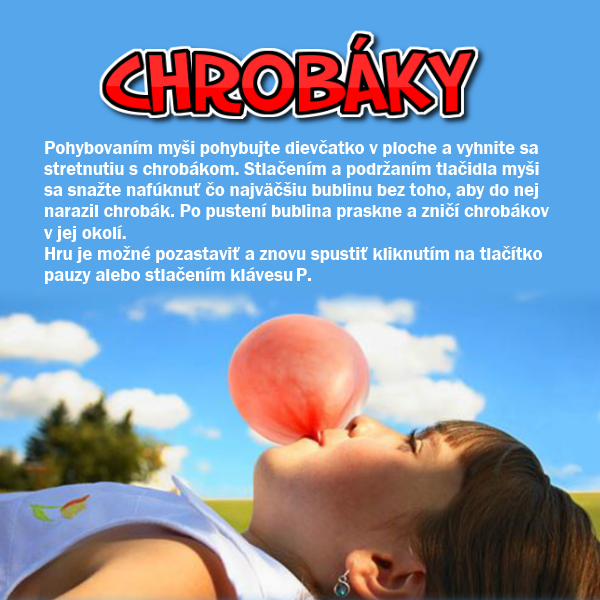 CHROBÁKY
Pohybovaním myši pohybujte dievčatko v ploche a vyhnite sa
stretnutiu s chrobákom. Stlačením a podržaním tlačidla myši
sa snažte nafúknuť čo najväčšiu bublinu bez toho, aby do nej
narazil chrobák. Po pustení bublina praskne a zničí chrobákov
v jej okolí.
Hru je možné pozastaviť a znovu spustiť kliknutím na tlačítko
pauzy alebo stlačením klávesu P.